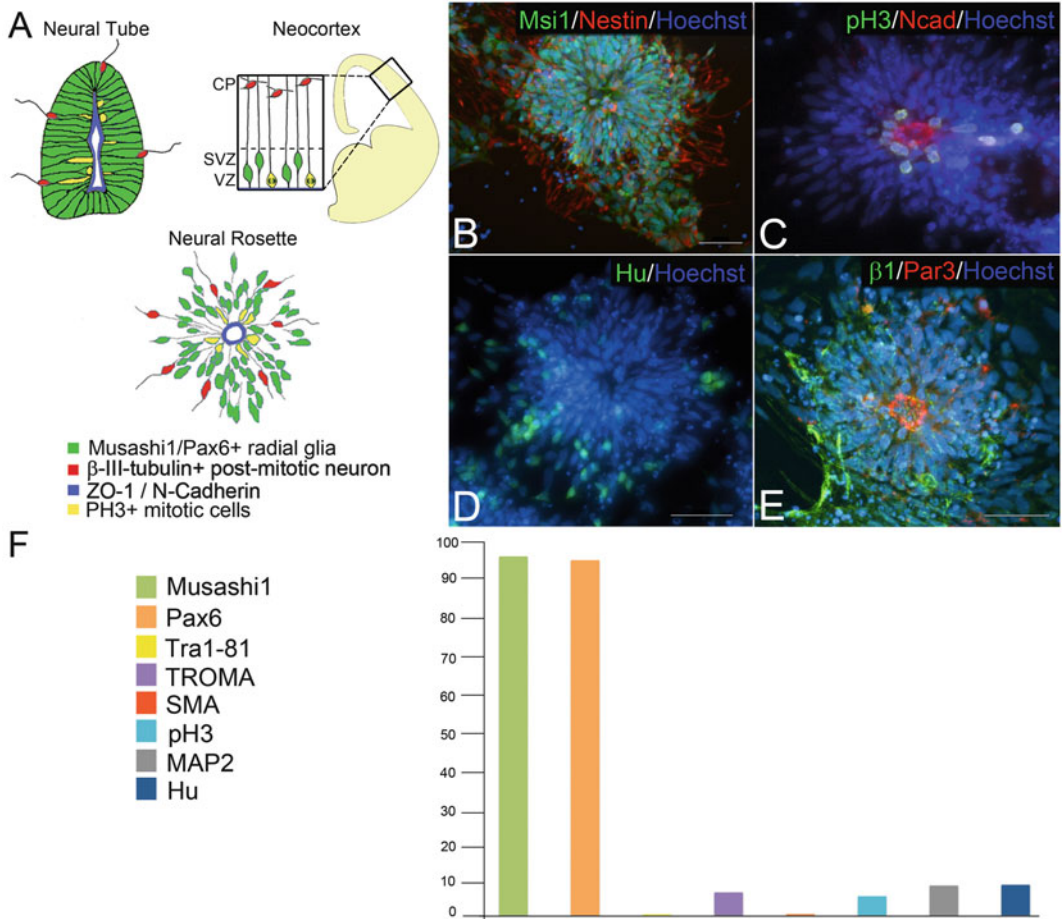 A
Neural Tube
Neocortex
CP
SVZ
VZ
Neural Rosette
Musashi1/Pax6+ radial glia
β-III-tubulin+ post-mitotic neuron
ZO-1 / N-Cadherin
PH3+ mitotic cells
Msi1/Nestin/Hoechst
B
pH3/Ncad/Hoechst
C
Hu/Hoechst
D
β1/Par3/Hoechst
E
F
Musashi1
Pax6
Tra1-81
TROMA
SMA
pH3
MAP2
Hu
100
90
80
70
60
50
40
30
20
10
0